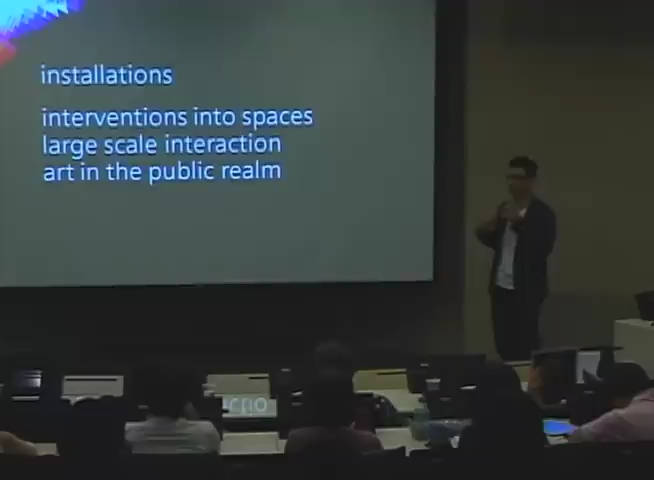 installations
interventions into spaces
large scale interaction
art in the public realm